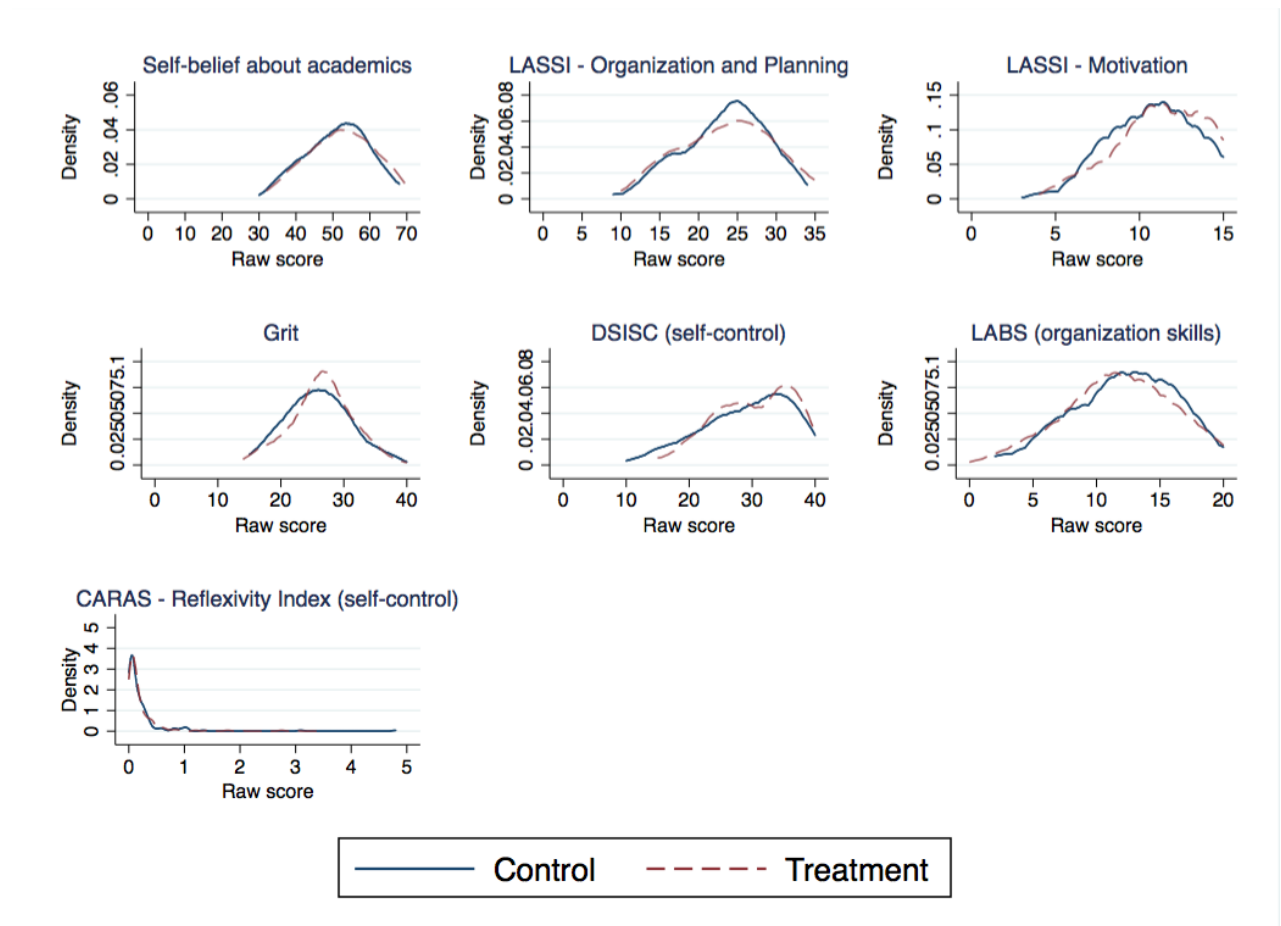 Self-belief about academics
Density
0 .02 .04 .06
0 10 20 30 40 50 60 70
Raw score
LASSI - Organization and Planning
Density
0 .02.04.06.08
0 5 10 15 20 25 30 35
Raw score
LASSI - Motivation
Density
0 .05 .1 .15
0 5 10 15
Raw score
Grit
Density
0.02505075.1
0 10 20 30 40
Raw score
DSISC (self-control)
Density
0 .02.04.06.08
0 10 20 30 40
Raw score
LABS (organization skills)
Density
0.02505075.1
0 5 10 15 20
Raw score
CARAS - Reflexivity Index (self-control)
Density
0 1 2 3 4 5
0 1 2 3 4 5
Raw score
Control Treatment